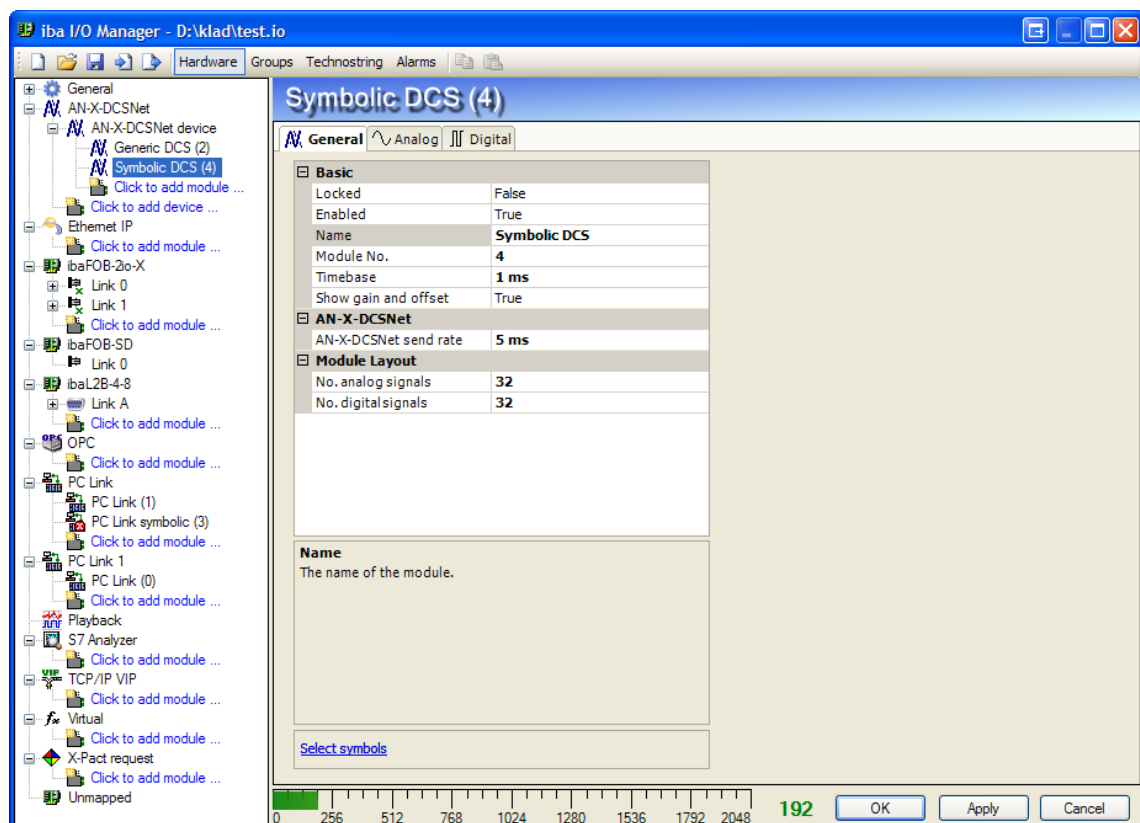 iba I/O Manager - D:\klad\test.io
Hardware Groups Technostring Alarms
General
AN-X-DCSNet
AN-X-DCSNet device
Generic DCS (2)
Symbolic DCS (4)
Click to add module ...
Click to add device ...
Ethernet IP
Click to add module ...
ibaFOB-2io-X
Link 0
Link 1
Click to add module ...
ibaFOB-SD
Link 0
ibaL2B-4-8
Link A
Click to add module ...
OPC
Click to add module ...
PC Link
PC Link (1)
PC Link symbolic (3)
Click to add module ...
PC Link 1
PC Link (0)
Click to add module ...
Playback
S7 Analyzer
Click to add module ...
TCP/IP VIP
Click to add module ...
Virtual
Click to add module ...
X-Pact request
Click to add module ...
Unmapped
Symbolic DCS (4)
General Analog Digital
Basic
Locked False
Enabled True
Name Symbolic DCS
Module No. 4
Timebase 1 ms
Show gain and offset True
AN-X-DCSNet
AN-X-DCSNet send rate 5 ms
Module Layout
No. analog signals 32
No. digital signals 32
Name
The name of the module.
Select symbols
0 256 512 768 1024 1280 1536 1792 2048
192 OK Apply Cancel